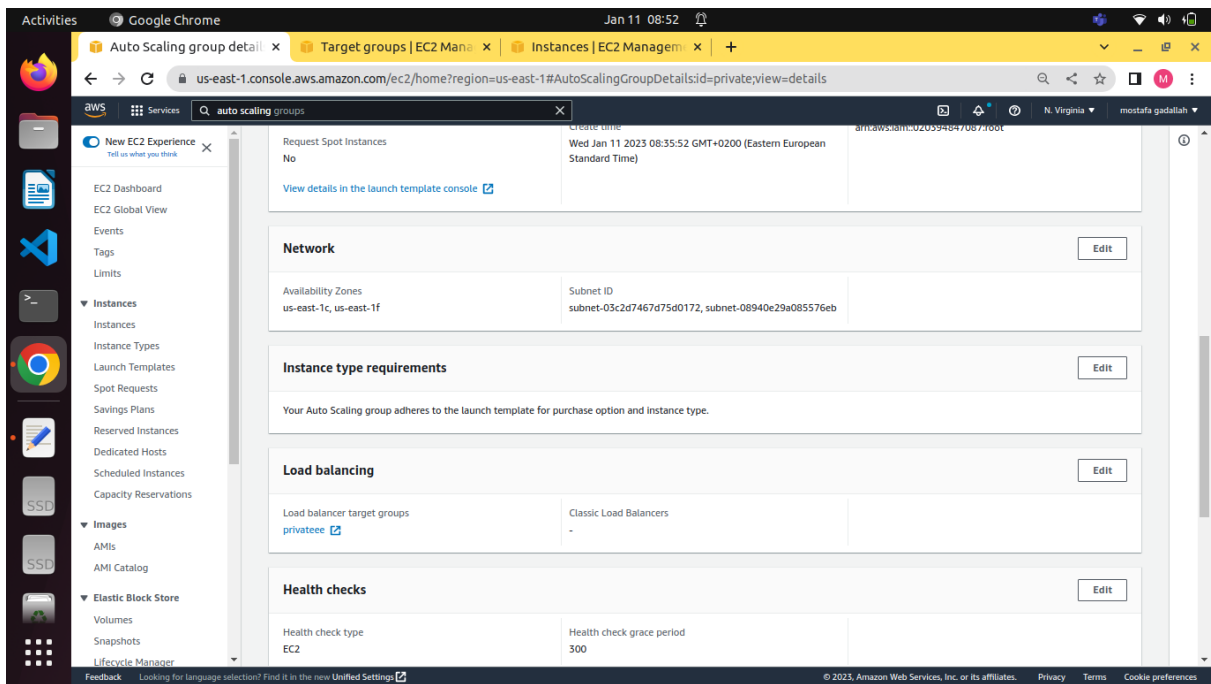 Activities
Google Chrome
Jan 11 08:52
Auto Scaling group detail
Target groups | EC2 Mana
Instances | EC2 Managem
us-east-1.console.aws.amazon.com/ec2/home?region=us-east-1#AutoScalingGroupDetails:id=private;view=details
M
aws
Services
auto scaling groups
N. Virginia
mostafa gadallah
New EC2 Experience
Tell us what you think
EC2 Dashboard
EC2 Global View
Events
Tags
Limits
Instances
Instances
Instance Types
Launch Templates
Spot Requests
Savings Plans
Reserved Instances
Dedicated Hosts
Scheduled Instances
Capacity Reservations
Images
AMIs
AMI Catalog
Elastic Block Store
Volumes
Snapshots
Lifecycle Manager
Request Spot Instances
No
View details in the launch template console
Create time
Wed Jan 11 2023 08:35:52 GMT+0200 (Eastern European
Standard Time)
arn:aws:iam::020394847087:root
Network
Edit
Availability Zones
us-east-1c, us-east-1f
Subnet ID
subnet-03c2d7467d75d0172, subnet-08940e29a085576eb
Instance type requirements
Edit
Your Auto Scaling group adheres to the launch template for purchase option and instance type.
Load balancing
Edit
Load balancer target groups
privateee
Classic Load Balancers
-
Health checks
Edit
Health check type
EC2
Health check grace period
300
SSD
SSD
Feedback
Looking for language selection? Find it in the new Unified Settings
© 2023, Amazon Web Services, Inc. or its affiliates.
Privacy
Terms
Cookie preferences